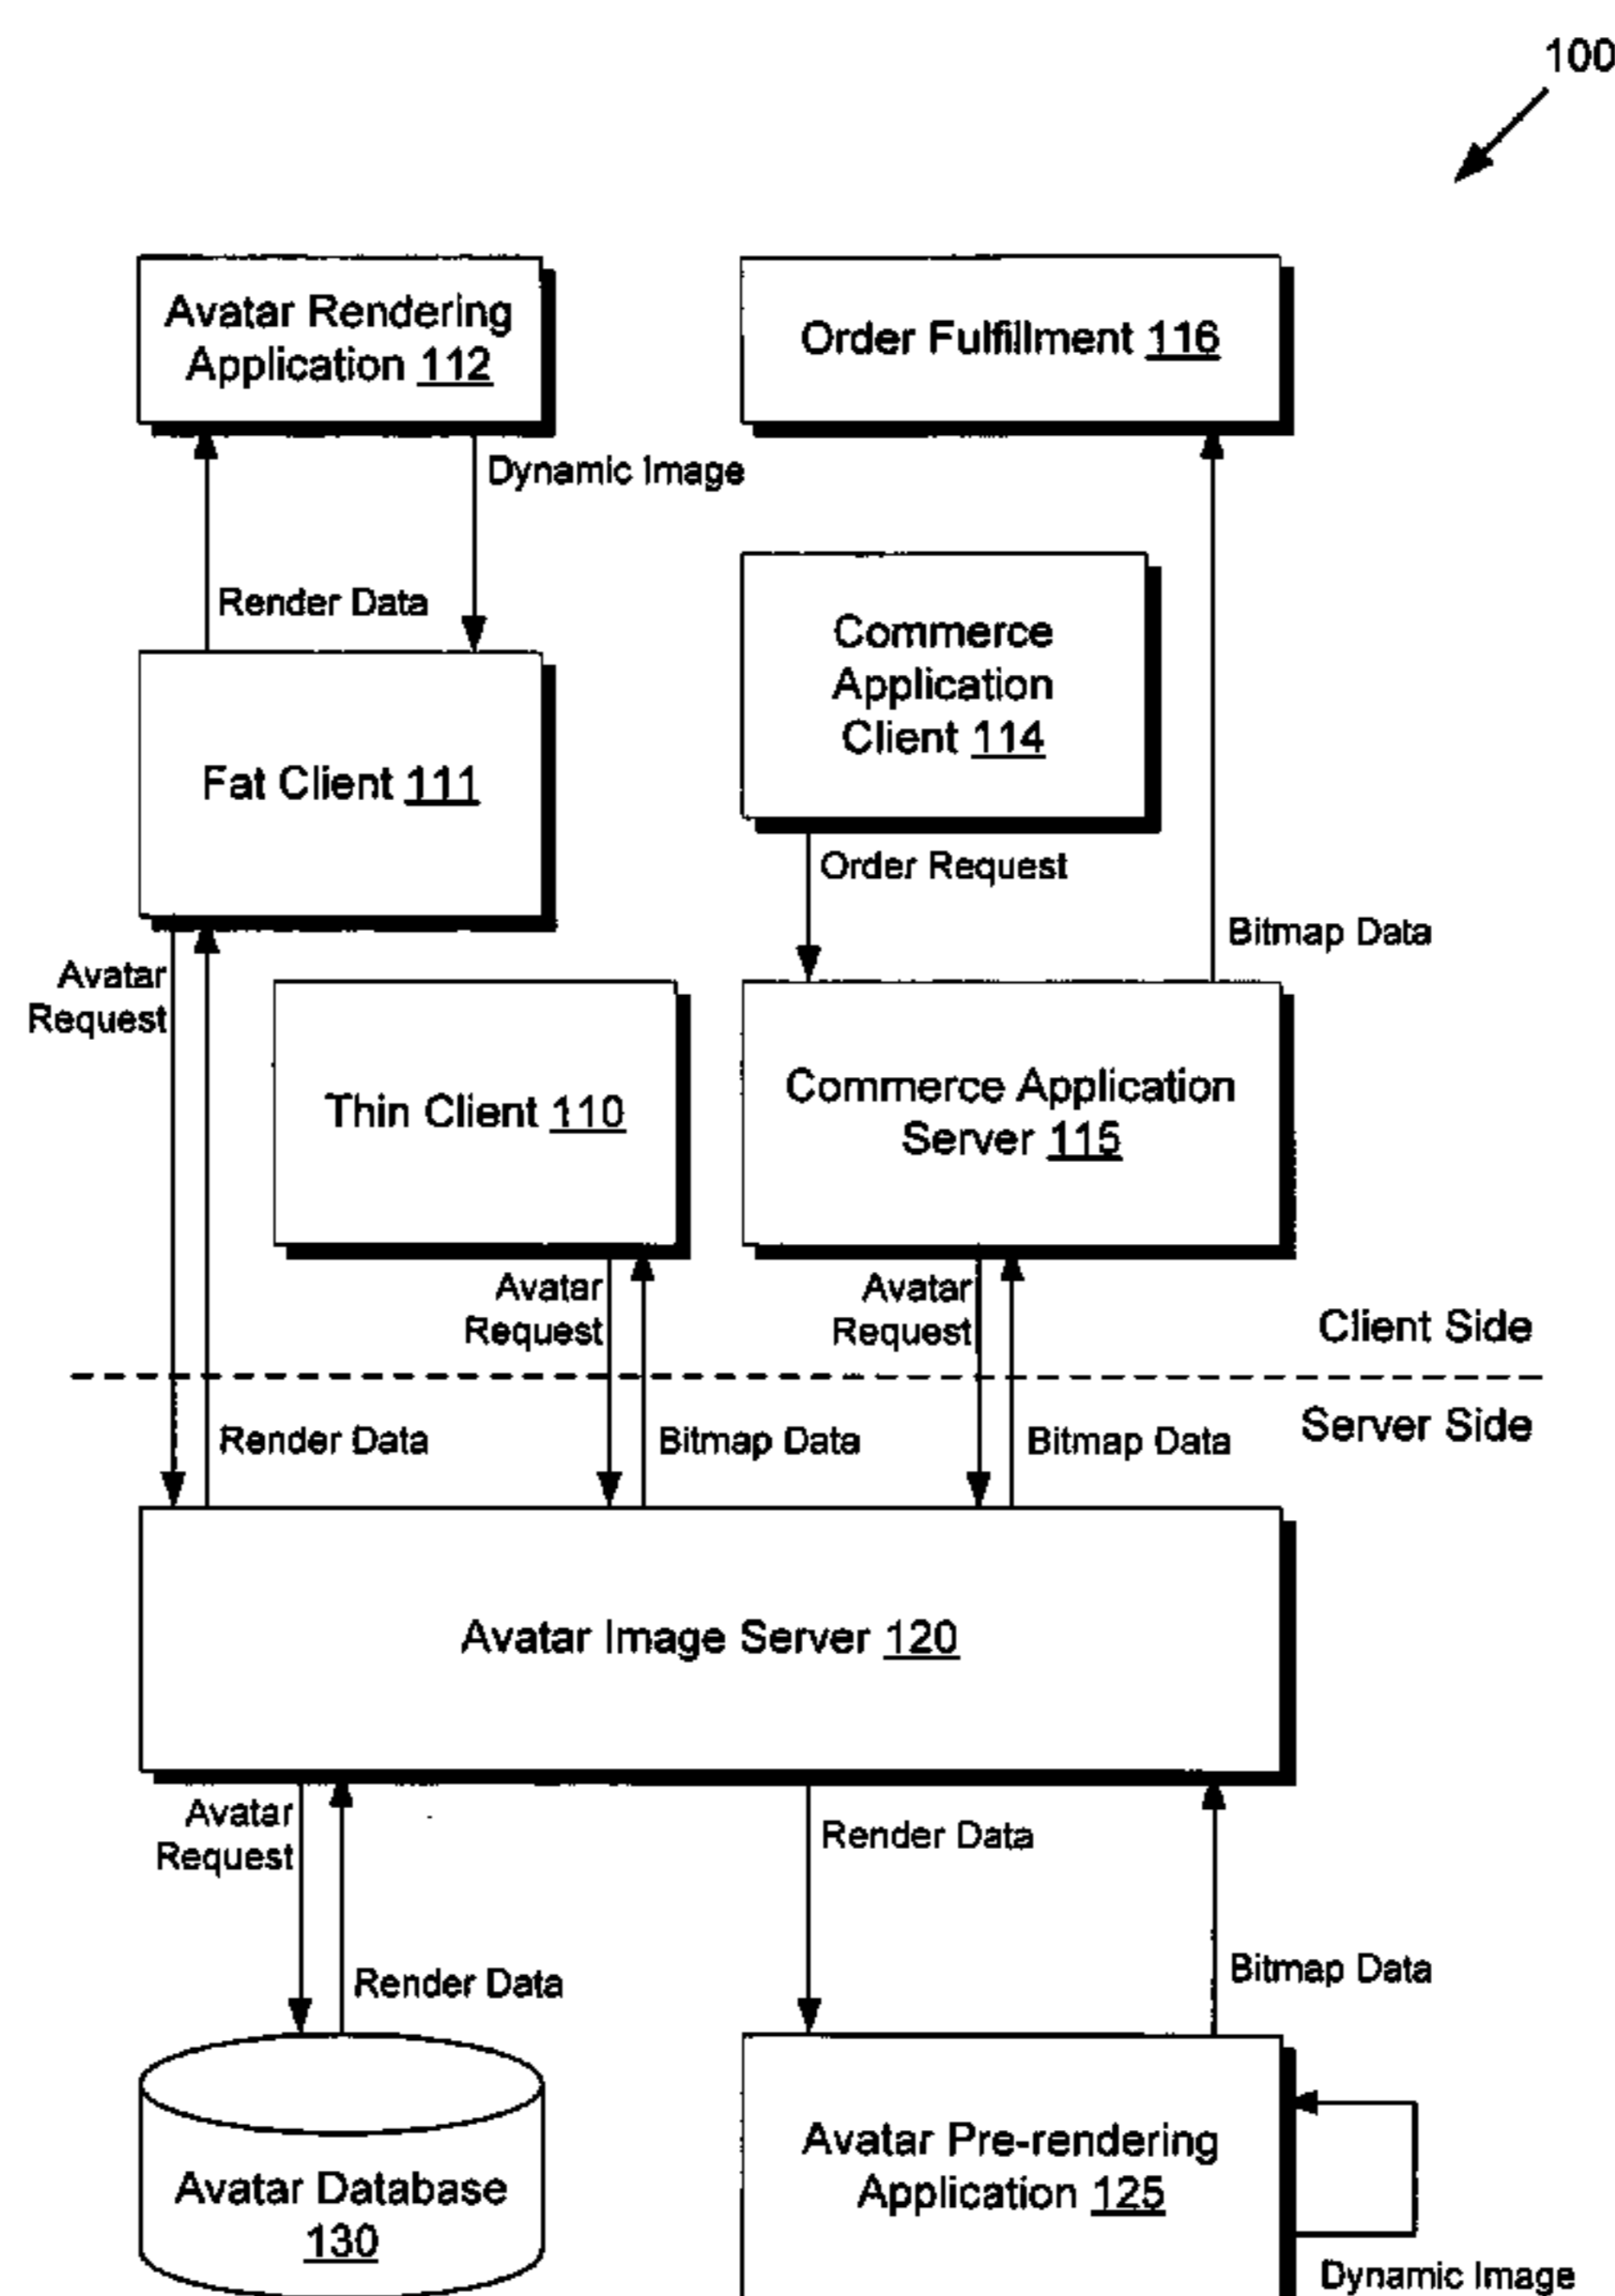 100
Avatar Rendering
Application 112
Order Fulfillment 116
Dynamic Image
Render Data
Commerce
Application
Client 114
Fat Client 111
Order Request
Bitmap Data
Avatar
Request
Thin Client 110
Commerce Application
Server 115
Avatar
Request
Avatar
Request
Client Side
Server Side
Render Data
Bitmap Data
Bitmap Data
Avatar Image Server 120
Avatar
Request
Render Data
Render Data
Bitmap Data
Avatar Database
130
Avatar Pre-rendering
Application 125
Dynamic Image